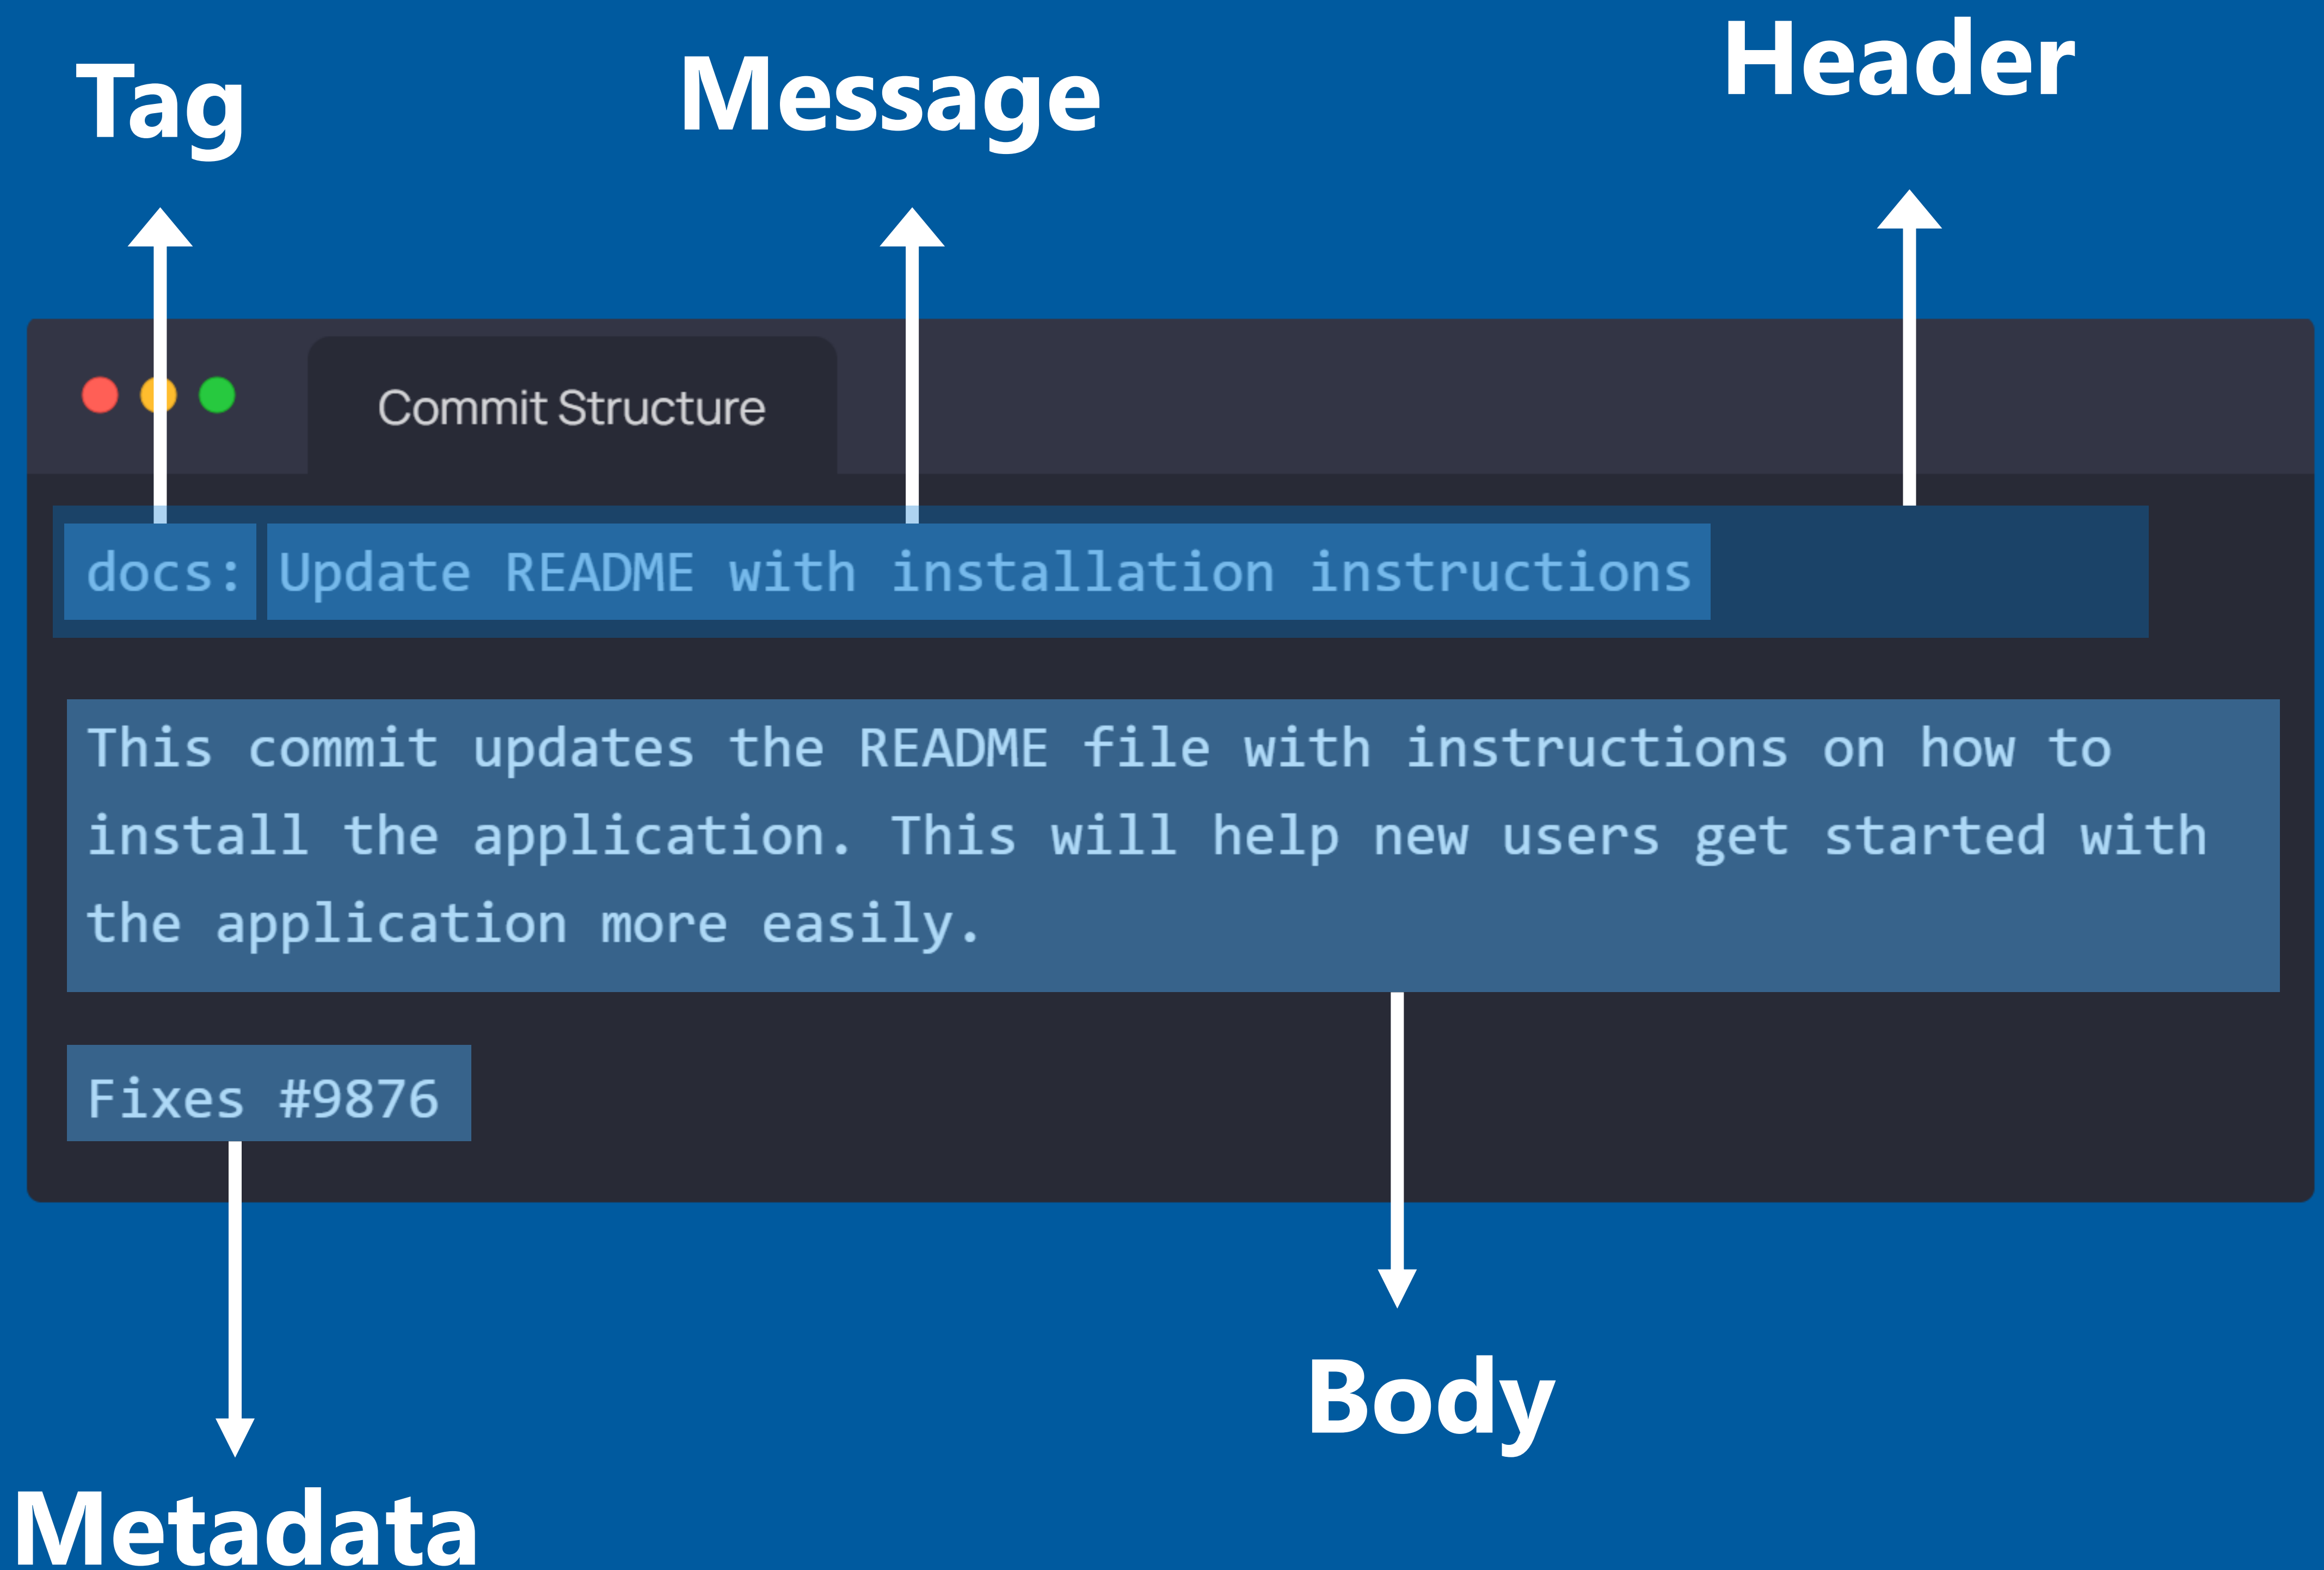 Tag
Message
Header
Commit Structure
docs: Update README with installation instructions
This commit updates the README file with instructions on how to
install the application. This will help new users get started with
the application more easily.
Fixes #9876
Body
Metadata